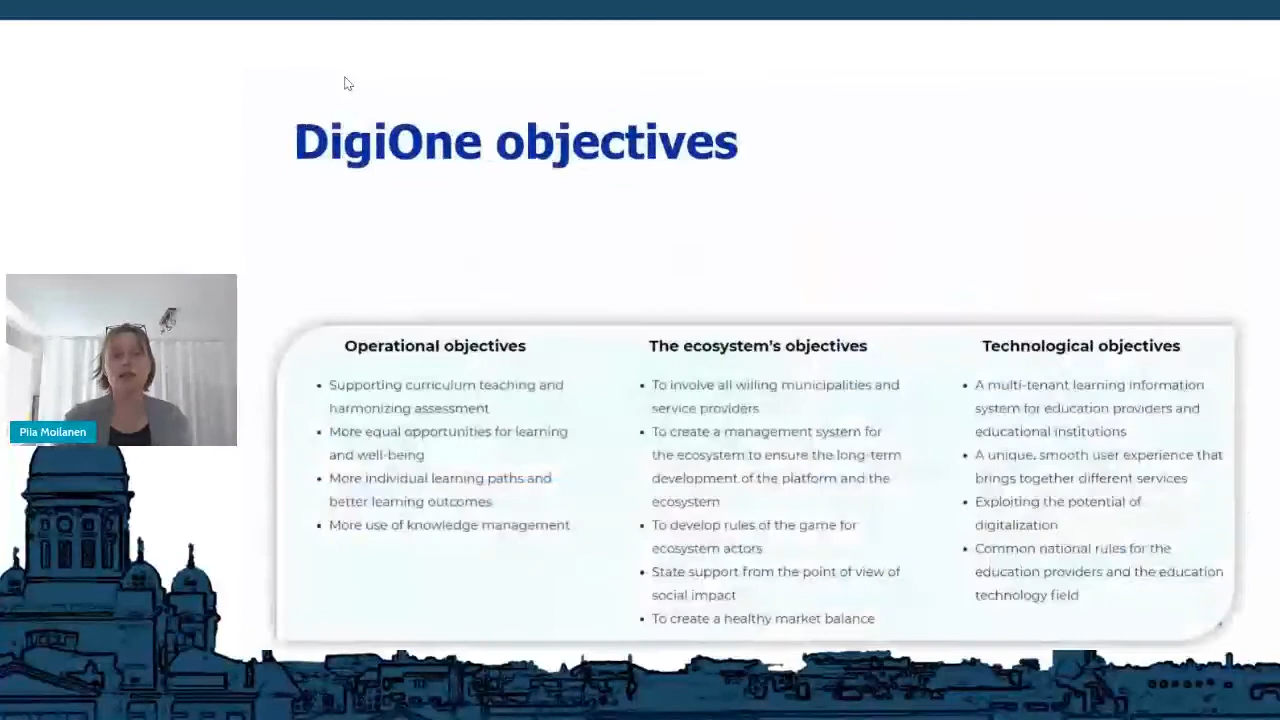 DigiOne objectives
Piia Moilanen
Operational objectives
• Supporting curriculum teaching and
harmonizing assessment
• More equal opportunities for learning
and well-being
• More individual learning paths and
better learning outcomes
• More use of knowledge management
The ecosystem's objectives
• To involve all willing municipalities and
service providers
• To create a management system for
the ecosystem to ensure the long-term
development of the platform and the
ecosystem
• To develop rules of the game for
ecosystem actors
• State support from the point of view of
social impact
• To create a healthy market balance
Technological objectives
• A multi-tenant learning information
system for education providers and
educational institutions
• A unique, smooth user experience that
brings together different services
• Exploiting the potential of
digitalization
• Common national rules for the
education providers and the education
technology field